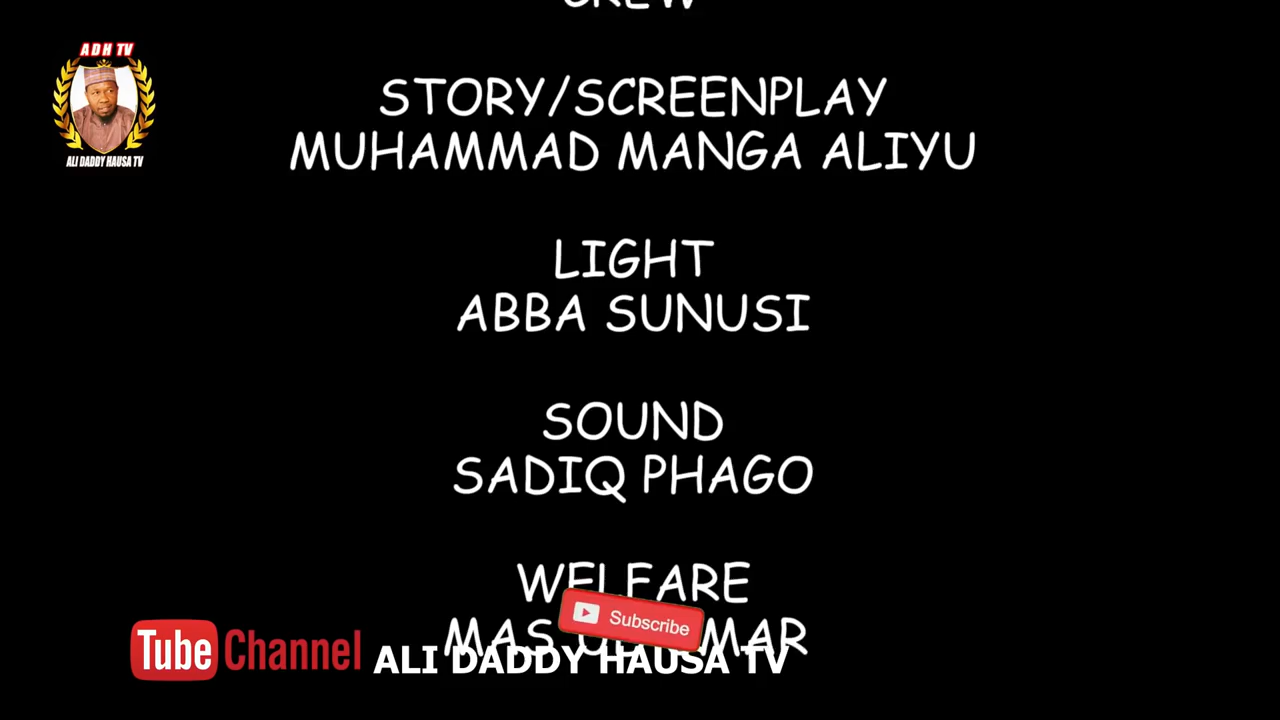 CREW
ADH TV
ALI DADDY HAUSA TV
STORY/SCREENPLAY
MUHAMMAD MANGA ALIYU
LIGHT
ABBA SUNUSI
SOUND
SADIQ PHAGO
WELFARE
Subscribe
Tube Channel
ALI DADDY HAUSA TV